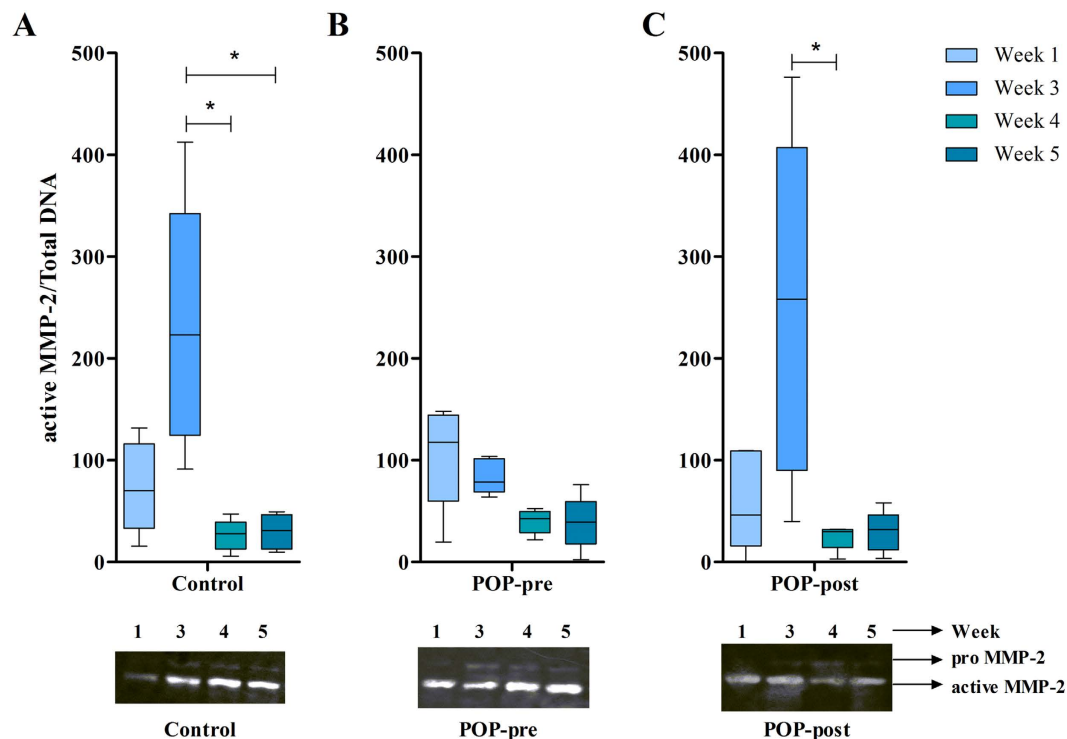 A
B
C
active MMP-2/Total DNA
500
400
300
200
100
0
*
*
Control
500
400
300
200
100
0
POP-pre
500
400
300
200
100
0
*
POP-post
Week 1
Week 3
Week 4
Week 5
1 3 4 5
Control
1 3 4 5
POP-pre
1 3 4 5
POP-post
Week
pro MMP-2
active MMP-2